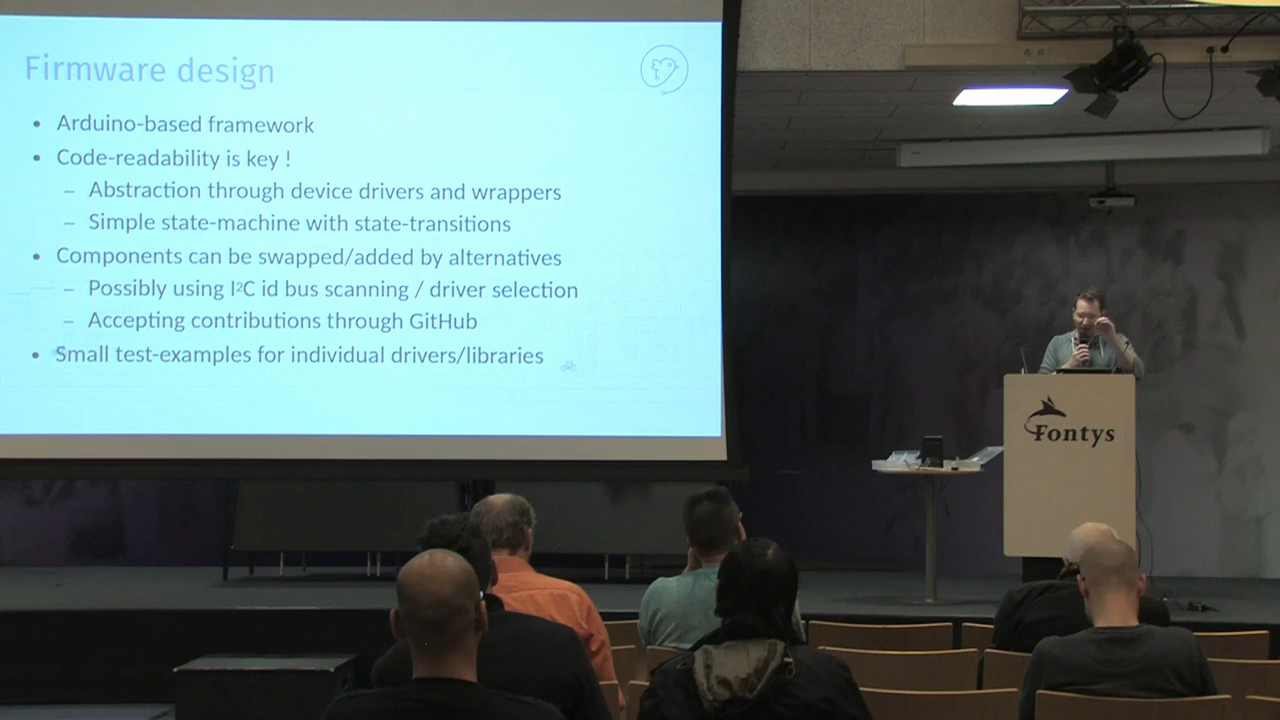 Firmware design
• Arduino-based framework
• Code-readability is key !
– Abstraction through device drivers and wrappers
– Simple state-machine with state-transitions
• Components can be swapped/added by alternatives
– Possibly using I²C id bus scanning / driver selection
– Accepting contributions through GitHub
• Small test-examples for individual drivers/libraries
Fontys